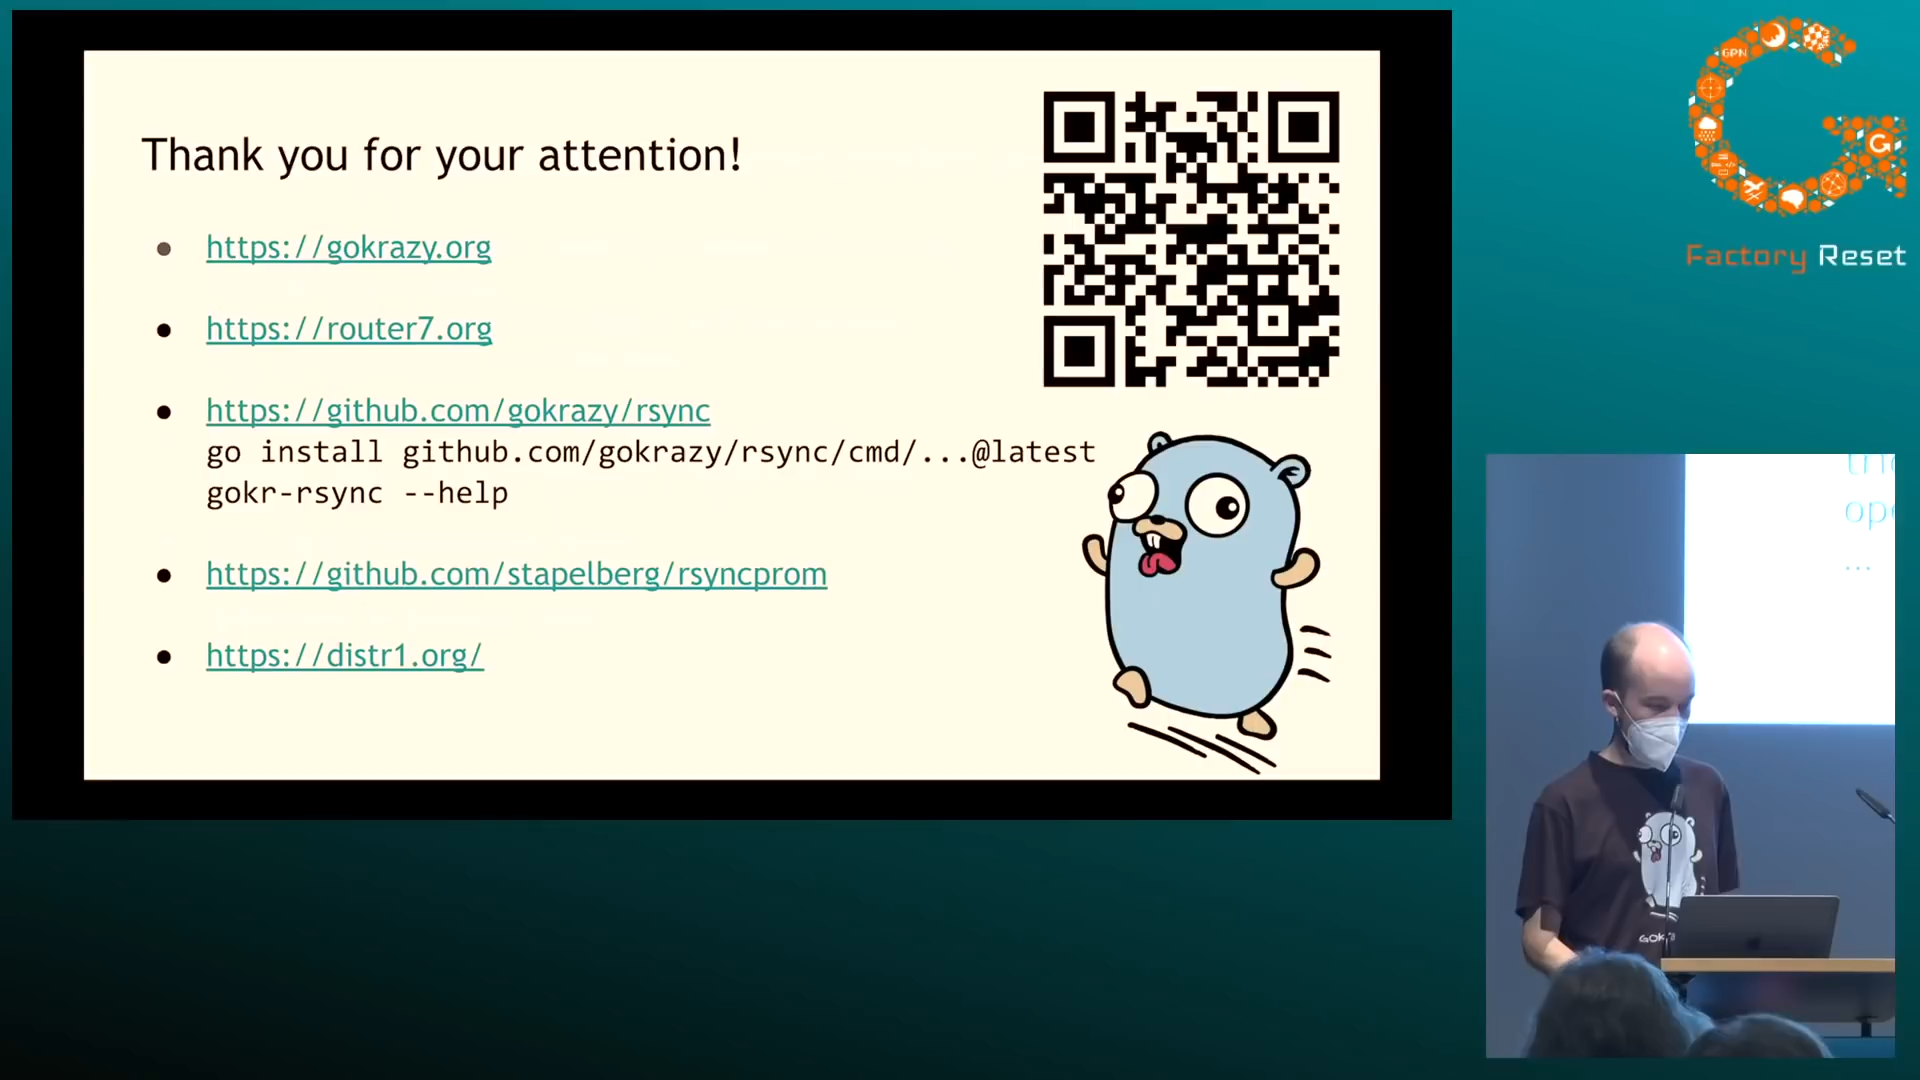 Thank you for your attention!
https://gokrazy.org
https://router7.org
https://github.com/gokrazy/rsync
go install github.com/gokrazy/rsync/cmd/...@latest
gokr-rsync --help
https://github.com/stapelberg/rsyncprom
https://distr1.org/
GPN
Factory Reset
...